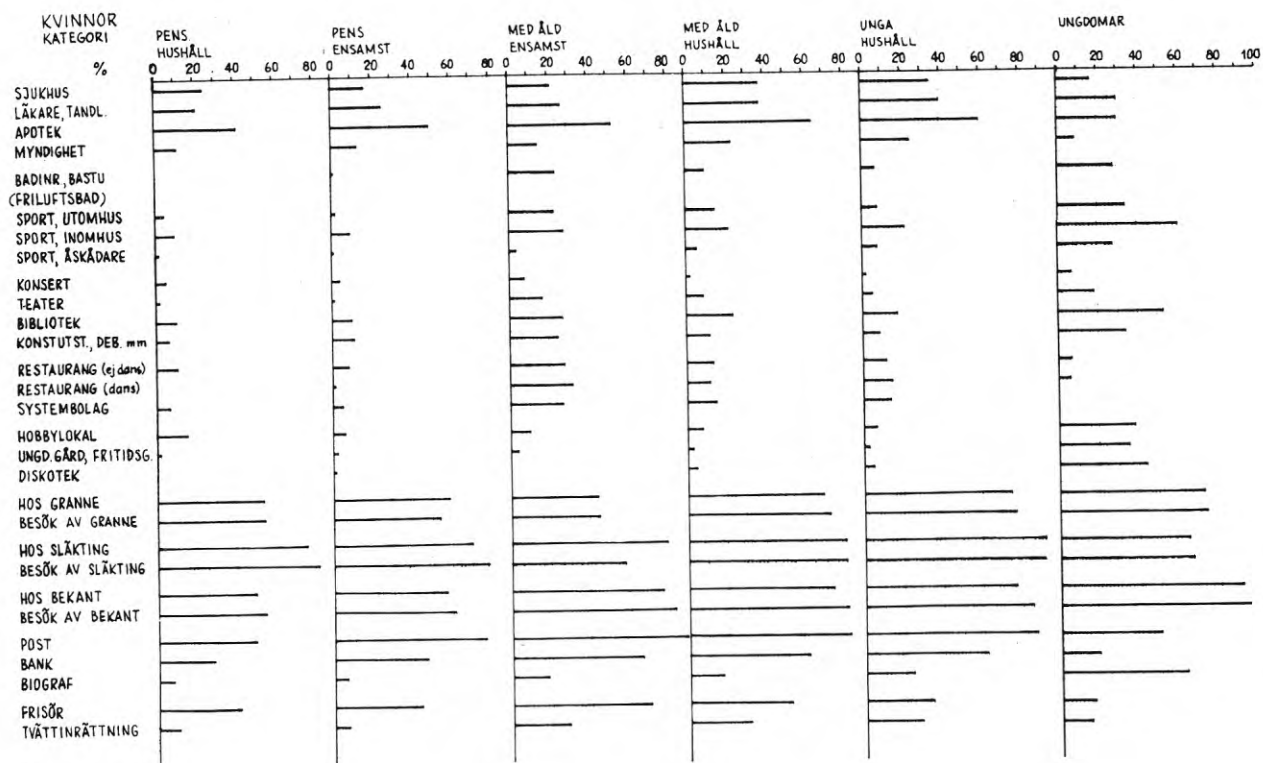 KVINNOR
KATEGORI
%
PENS.
HUSHÅLL
0 20 40 60 80
PENS
ENSAMST
0 20 40 60 80
MED ÅLD
ENSAMST
0 20 40 60 80
MED ÅLD
HUSHÅLL
0 20 40 60 80
UNGA
HUSHÅLL
0 20 40 60 80
UNGDOMAR
0 20 40 60 80 100
SJUKHUS
LÄKARE, TANDL.
APOTEK
MYNDIGHET
BADINR, BASTU
(FRILUFTSBAD)
SPORT, UTOMHUS
SPORT, INOMHUS
SPORT, ÅSKÅDARE
KONSERT
TEATER
BIBLIOTEK
KONSTUTST., DEB. mm
RESTAURANG (ej dans)
RESTAURANG (dans)
SYSTEMBOLAG
HOBBYLOKAL
UNGD.GÅRD, FRITIDSG.
DISKOTEK
HOS GRANNE
BESÖK AV GRANNE
HOS SLÄKTING
BESÖK AV SLÄKTING
HOS BEKANT
BESÖK AV BEKANT
POST
BANK
BIOGRAF
FRISÖR
TVÄTTINRÄTTNING